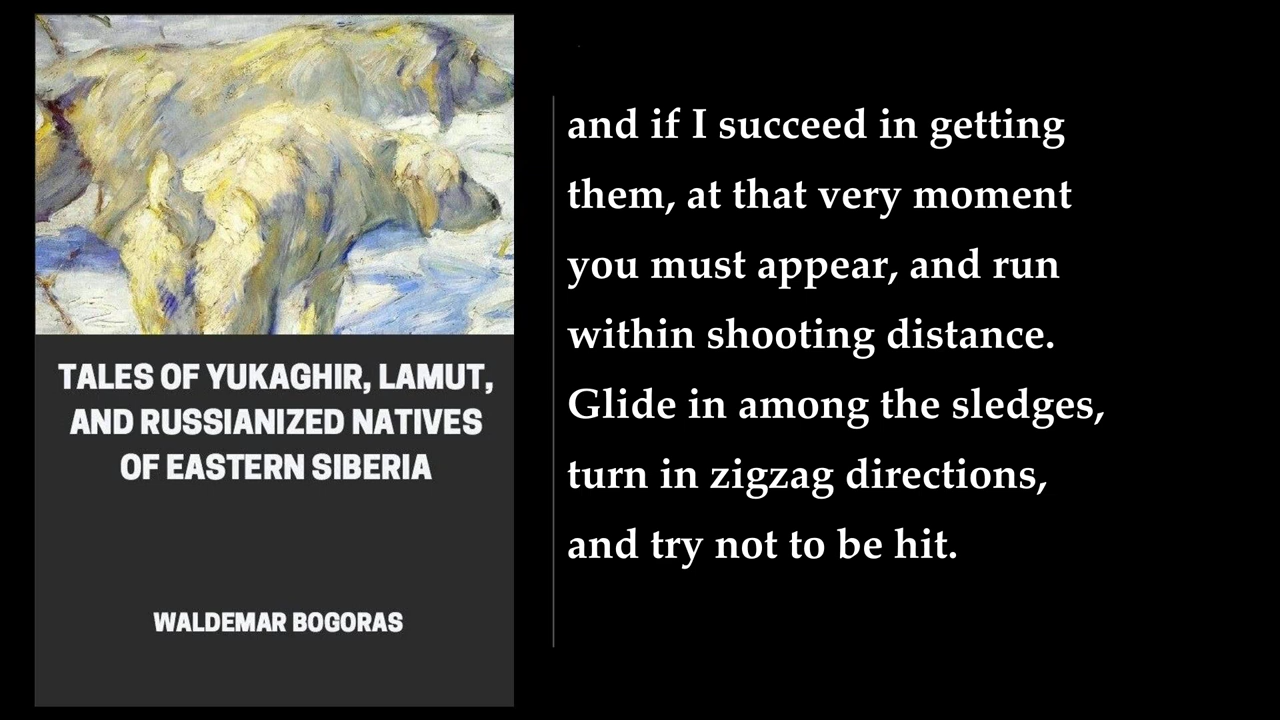 TALES OF YUKAGHIR, LAMUT,
AND RUSSIANIZED NATIVES
OF EASTERN SIBERIA
WALDEMAR BOGORAS
and if I succeed in getting
them, at that very moment
you must appear, and run
within shooting distance.
Glide in among the sledges,
turn in zigzag directions,
and try not to be hit.